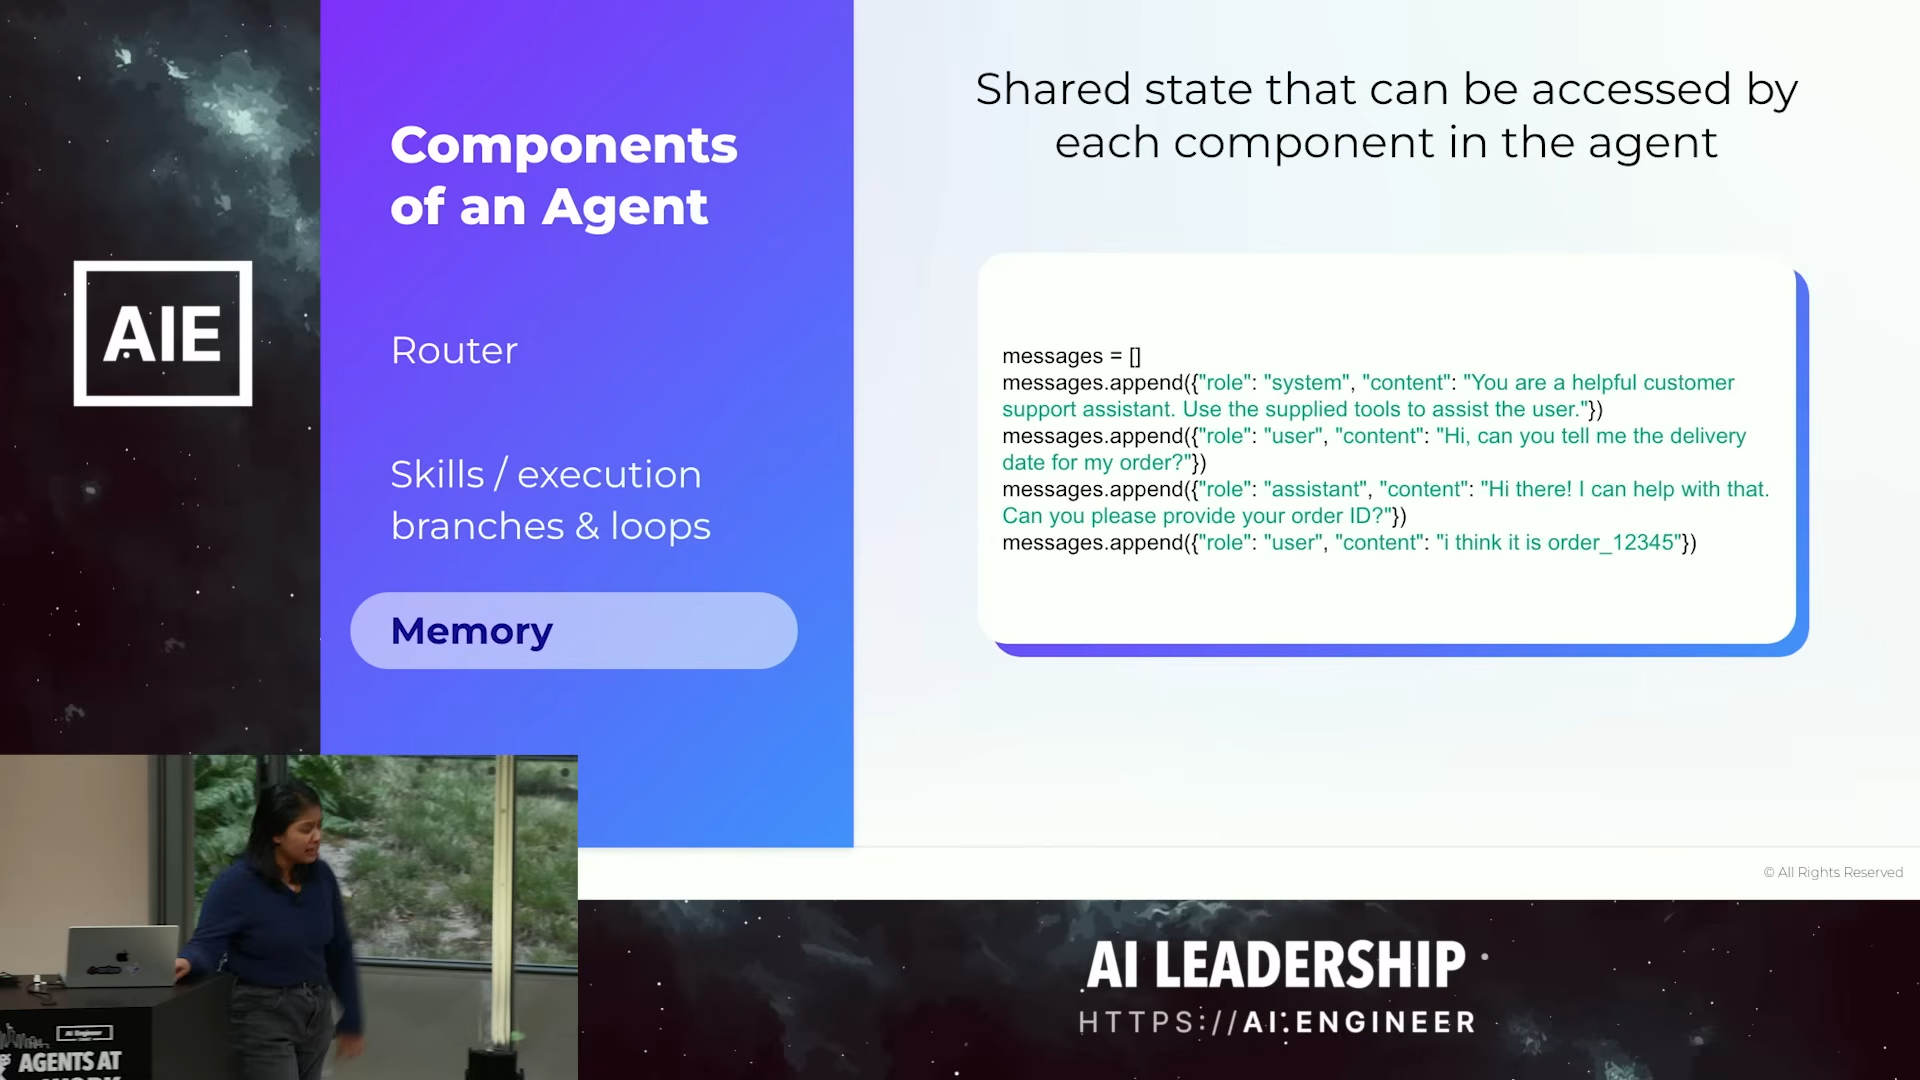 AIE
Components
of an Agent
Router
Skills / execution
branches & loops
Memory
Shared state that can be accessed by
each component in the agent
messages = []
messages.append({"role": "system", "content": "You are a helpful customer
support assistant. Use the supplied tools to assist the user."})
messages.append({"role": "user", "content": "Hi, can you tell me the delivery
date for my order?"})
messages.append({"role": "assistant", "content": "Hi there! I can help with that.
Can you please provide your order ID?"})
messages.append({"role": "user", "content": "i think it is order_12345"})
© All Rights Reserved
AI Engineer
AGENTS AT
WORK
AI LEADERSHIP
HTTPS://AI.ENGINEER